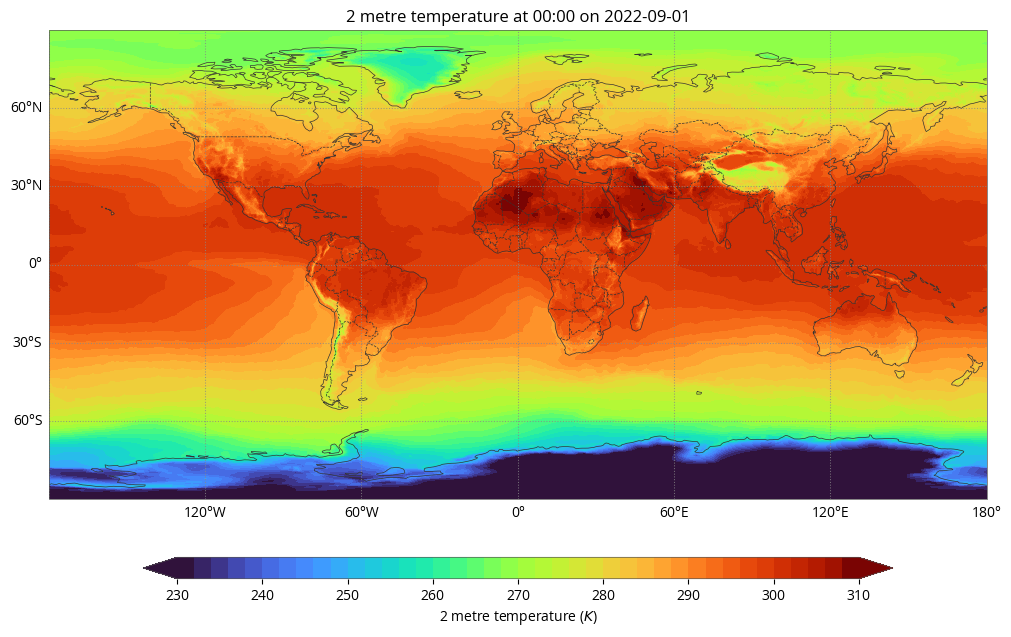 2 metre temperature at 00:00 on 2022-09-01
60°N
30°N
0°
30°S
60°S
120°W 60°W 0° 60°E 120°E 180°
230 240 250 260 270 280 290 300 310
2 metre temperature (K)